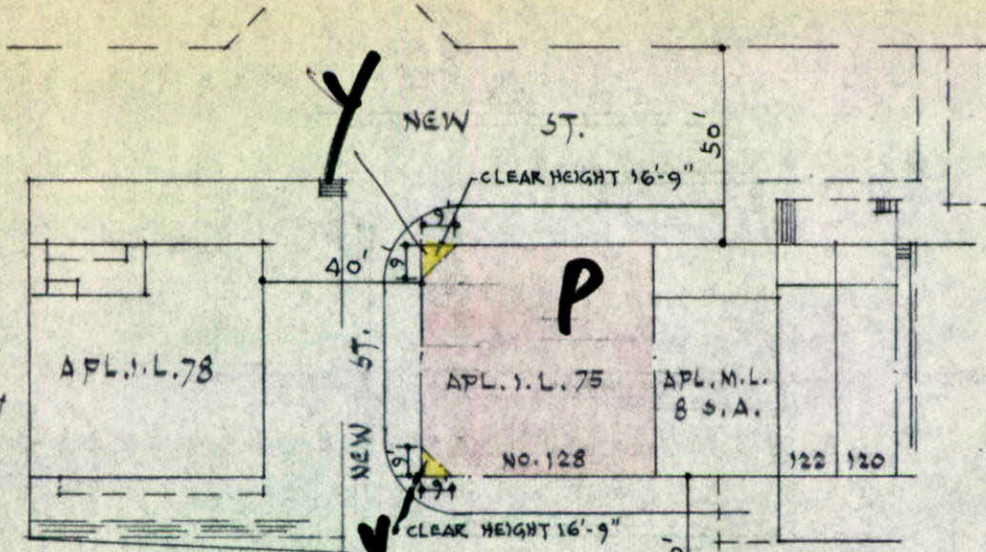 Y
NEW ST.
50'
CLEAR HEIGHT 16'-9"
9'
9'
40'
P
APL.I.L.78
NEW ST.
APL.I.L.75
APL.M.L.
8 S.A.
9'
NO.128
122
120
9'
Y
CLEAR HEIGHT 16'-9"